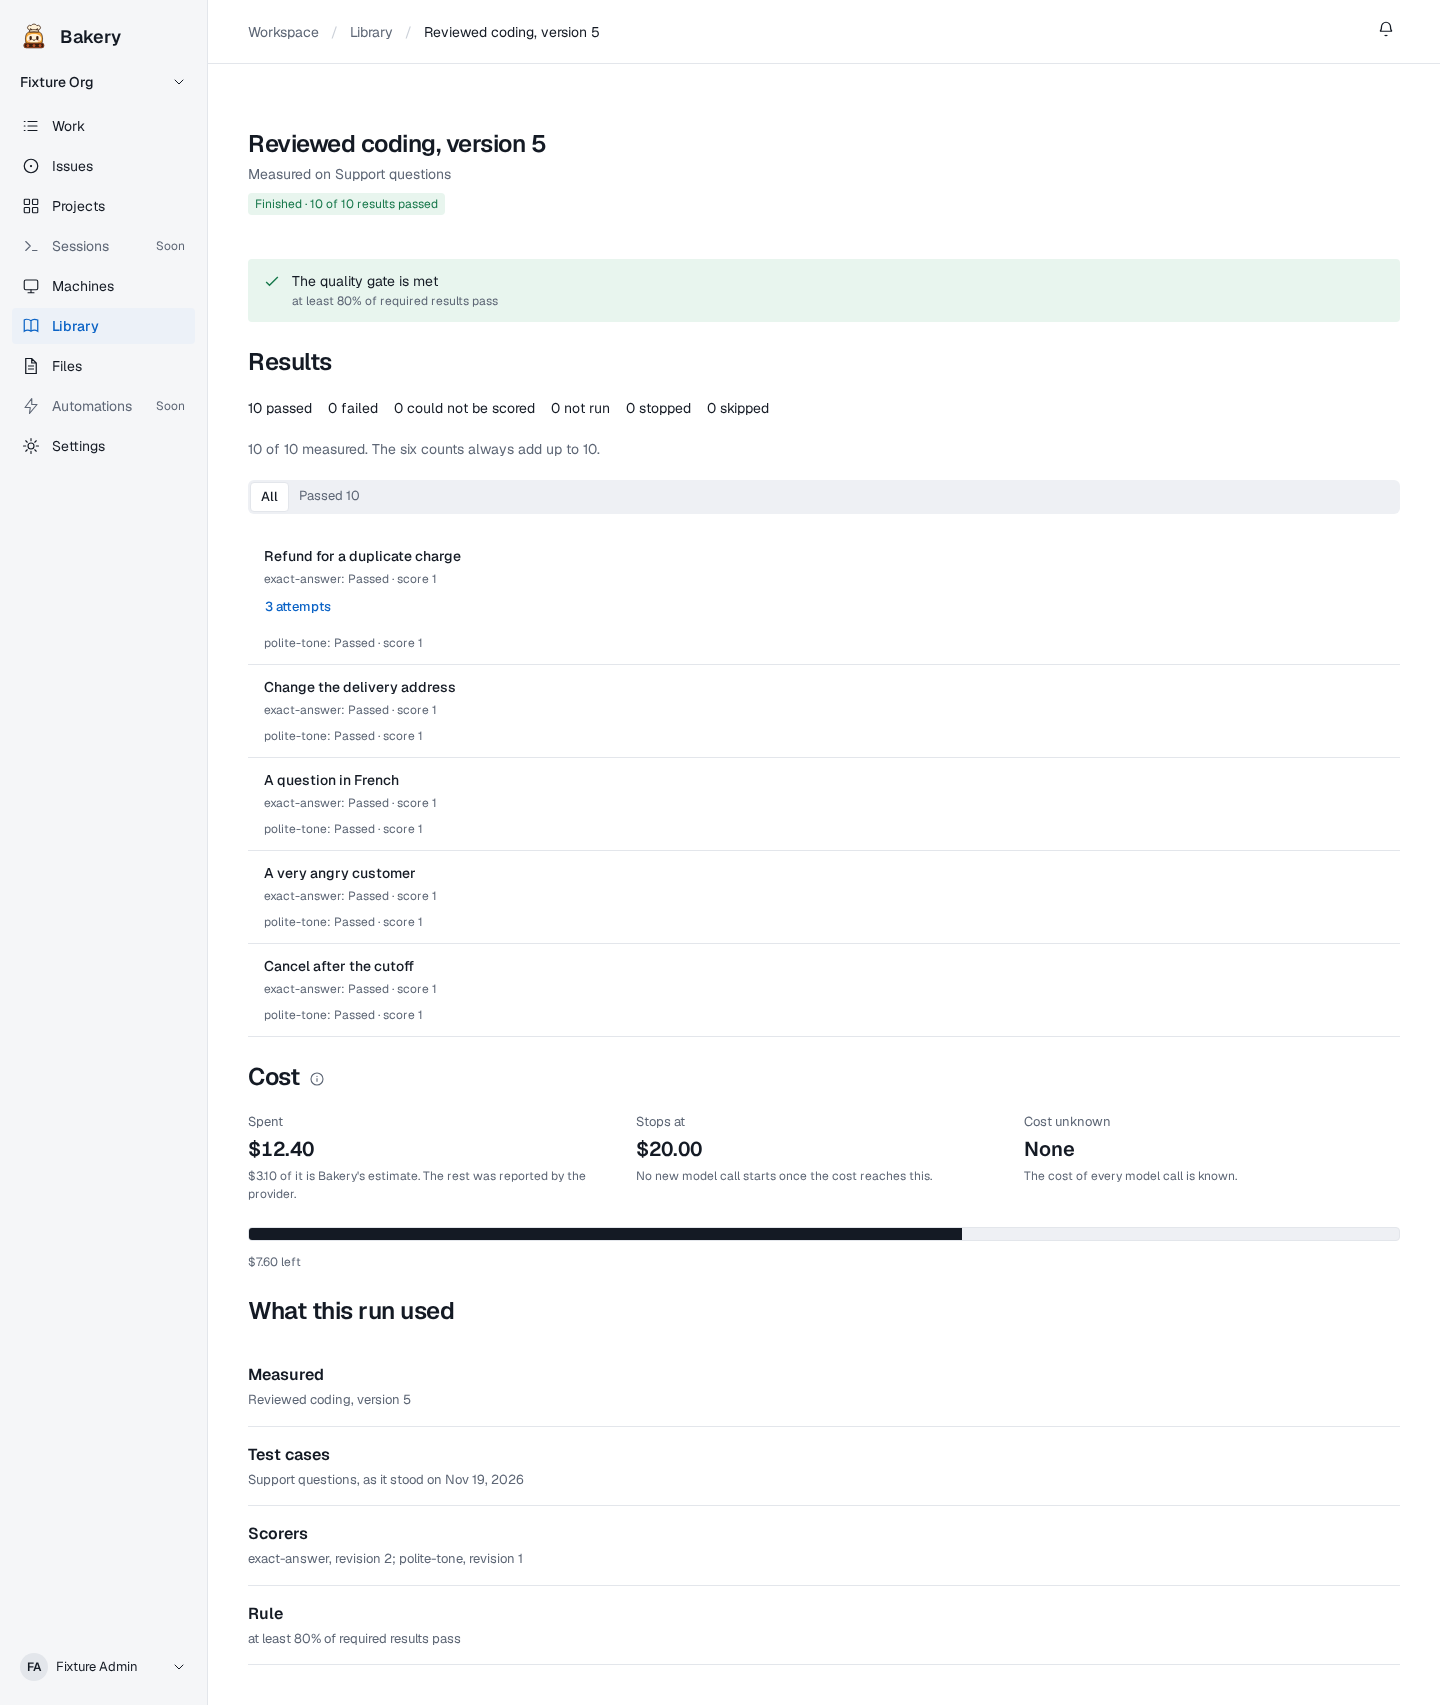 Bakery
Fixture Org
Work
Issues
Projects
Sessions Soon
Machines
Library
Files
Automations Soon
Settings
FA Fixture Admin
Workspace / Library / Reviewed coding, version 5
Reviewed coding, version 5
Measured on Support questions
Finished · 10 of 10 results passed
The quality gate is met
at least 80% of required results pass
Results
10 passed 0 failed 0 could not be scored 0 not run 0 stopped 0 skipped
10 of 10 measured. The six counts always add up to 10.
All Passed 10
Refund for a duplicate charge
exact-answer: Passed · score 1
3 attempts
polite-tone: Passed · score 1
Change the delivery address
exact-answer: Passed · score 1
polite-tone: Passed · score 1
A question in French
exact-answer: Passed · score 1
polite-tone: Passed · score 1
A very angry customer
exact-answer: Passed · score 1
polite-tone: Passed · score 1
Cancel after the cutoff
exact-answer: Passed · score 1
polite-tone: Passed · score 1
Cost
Spent
$12.40
$3.10 of it is Bakery's estimate. The rest was reported by the
provider.
Stops at
$20.00
No new model call starts once the cost reaches this.
Cost unknown
None
The cost of every model call is known.
$7.60 left
What this run used
Measured
Reviewed coding, version 5
Test cases
Support questions, as it stood on Nov 19, 2026
Scorers
exact-answer, revision 2; polite-tone, revision 1
Rule
at least 80% of required results pass